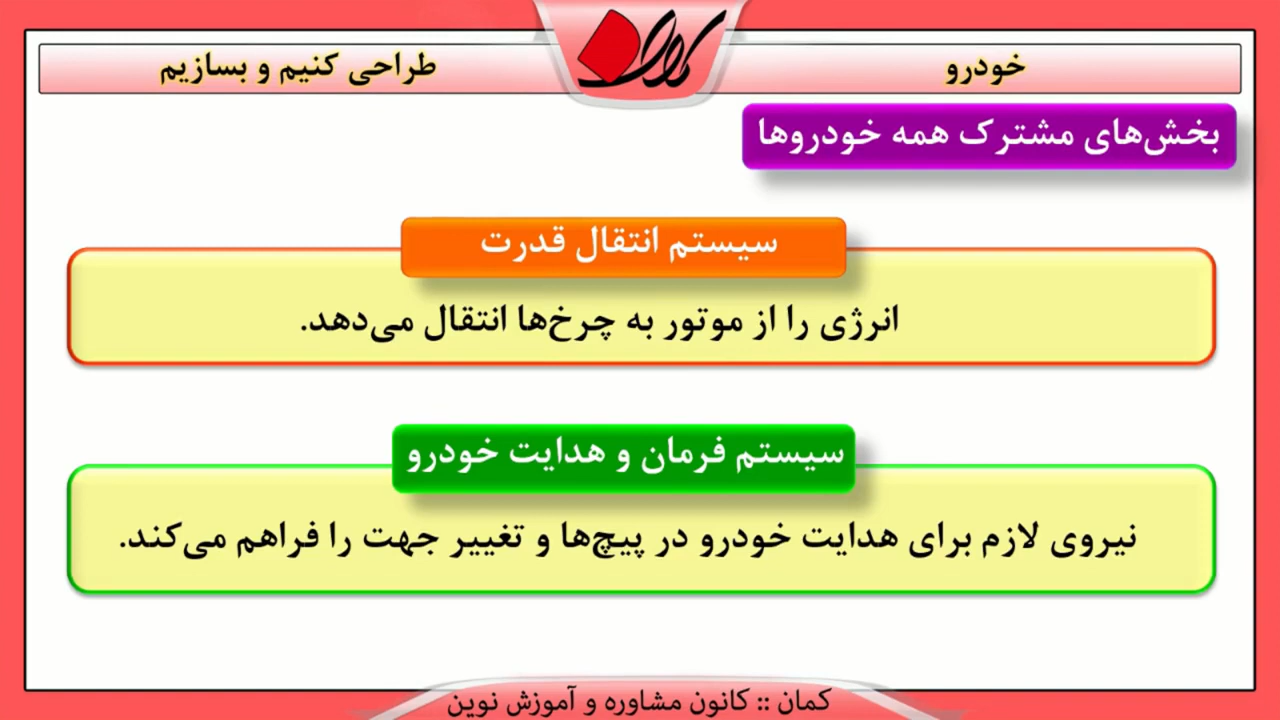 خودرو
کمان
طراحی کنیم و بسازیم
بخش‌های مشترک همه خودروها
سیستم انتقال قدرت
انرژی را از موتور به چرخ‌ها انتقال می‌دهد.
سیستم فرمان و هدایت خودرو
نیروی لازم برای هدایت خودرو در پیچ‌ها و تغییر جهت را فراهم می‌کند.
کمان :: کانون مشاوره و آموزش نوین